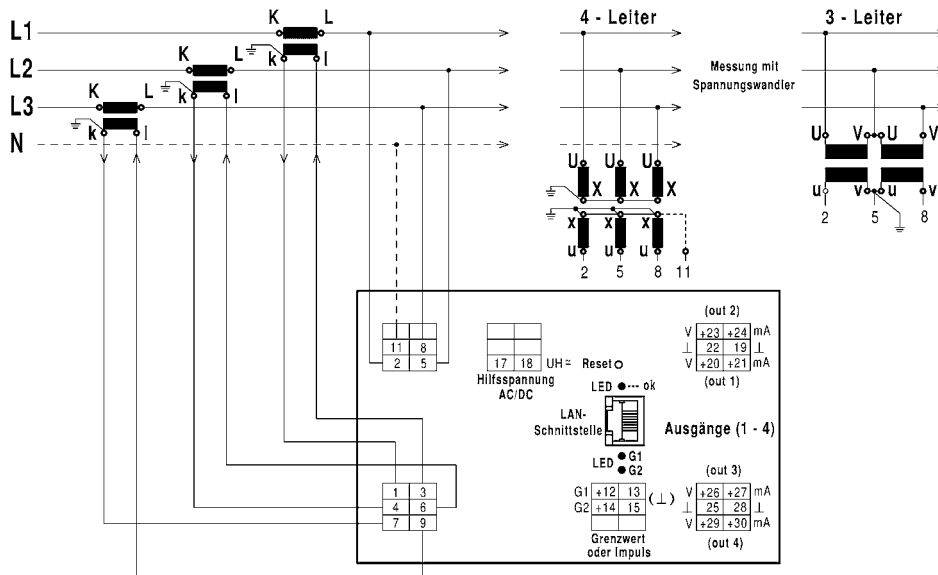 K L 4 - Leiter 3 - Leiter
L1
K L k l
L2
K L k l Messung mit
Spannungswandler
L3
k l U V U V
N
U U U
X X X
u v u v
x x x 2 5 8
u u u
2 5 8 11
(out 2)
V +23 +24 mA
11 8 ⊥ 22 19 ⊥
2 5 17 18 UH≃ Reset V +20 +21 mA
Hilfsspannung
AC/DC
(out 1)
LED --- ok
LAN-
Schnittstelle
Ausgänge (1 - 4)
LED G1
G2
(out 3)
1 3 G1 +12 13 (⊥) V +26 +27 mA
4 6 G2 +14 15 ⊥ 25 28 ⊥
7 9 V +29 +30 mA
Grenzwert
oder Impuls
(out 4)